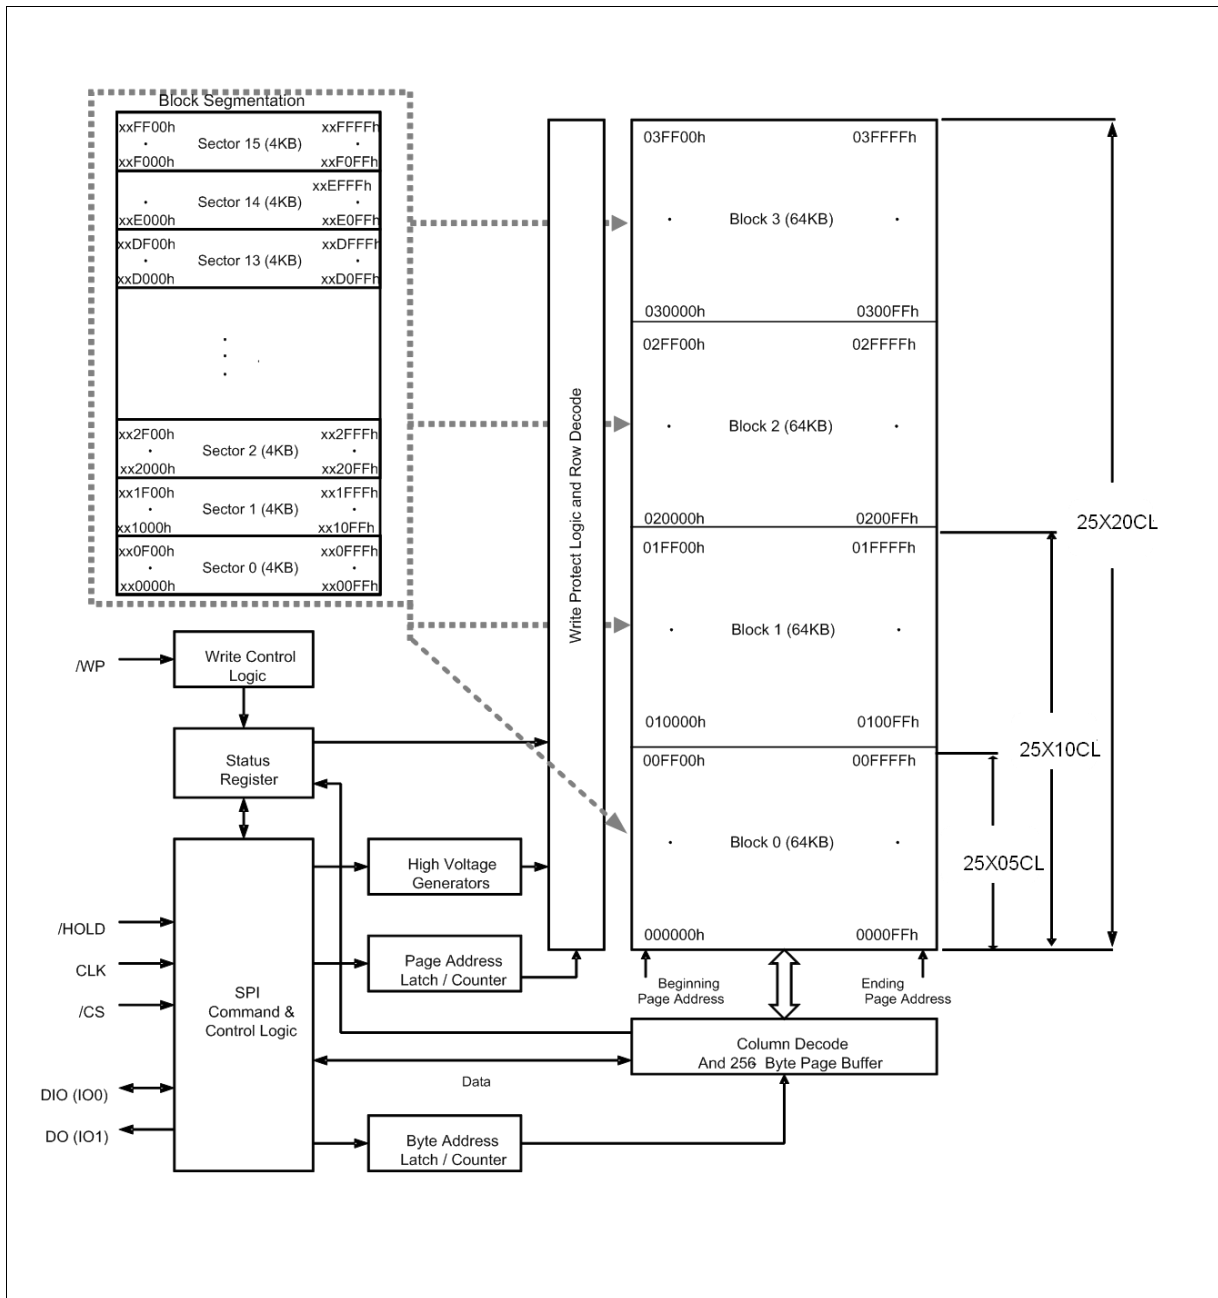 Block Segmentation
xxFF00h xxFFFFh
Sector 15 (4KB)
xxF000h xxF0FFh
xxEFFFh
Sector 14 (4KB)
xxE000h xxE0FFh
xxDF00h xxDFFFh
Sector 13 (4KB)
xxD000h xxD0FFh
xx2F00h xx2FFFh
Sector 2 (4KB)
xx2000h xx20FFh
xx1F00h xx1FFFh
Sector 1 (4KB)
xx1000h xx10FFh
xx0F00h xx0FFFh
Sector 0 (4KB)
xx0000h xx00FFh
Write Protect Logic and Row Decode
03FF00h 03FFFFh
Block 3 (64KB)
030000h 0300FFh
02FF00h 02FFFFh
Block 2 (64KB)
020000h 0200FFh
01FF00h 01FFFFh
Block 1 (64KB)
010000h 0100FFh
00FF00h 00FFFFh
Block 0 (64KB)
000000h 0000FFh
25X20CL
25X10CL
25X05CL
Beginning
Page Address
Ending
Page Address
/WP
Write Control
Logic
Status
Register
High Voltage
Generators
/HOLD
CLK
/CS
Page Address
Latch / Counter
SPI
Command &
Control Logic
Column Decode
And 256- Byte Page Buffer
Data
DIO (IO0)
DO (IO1)
Byte Address
Latch / Counter